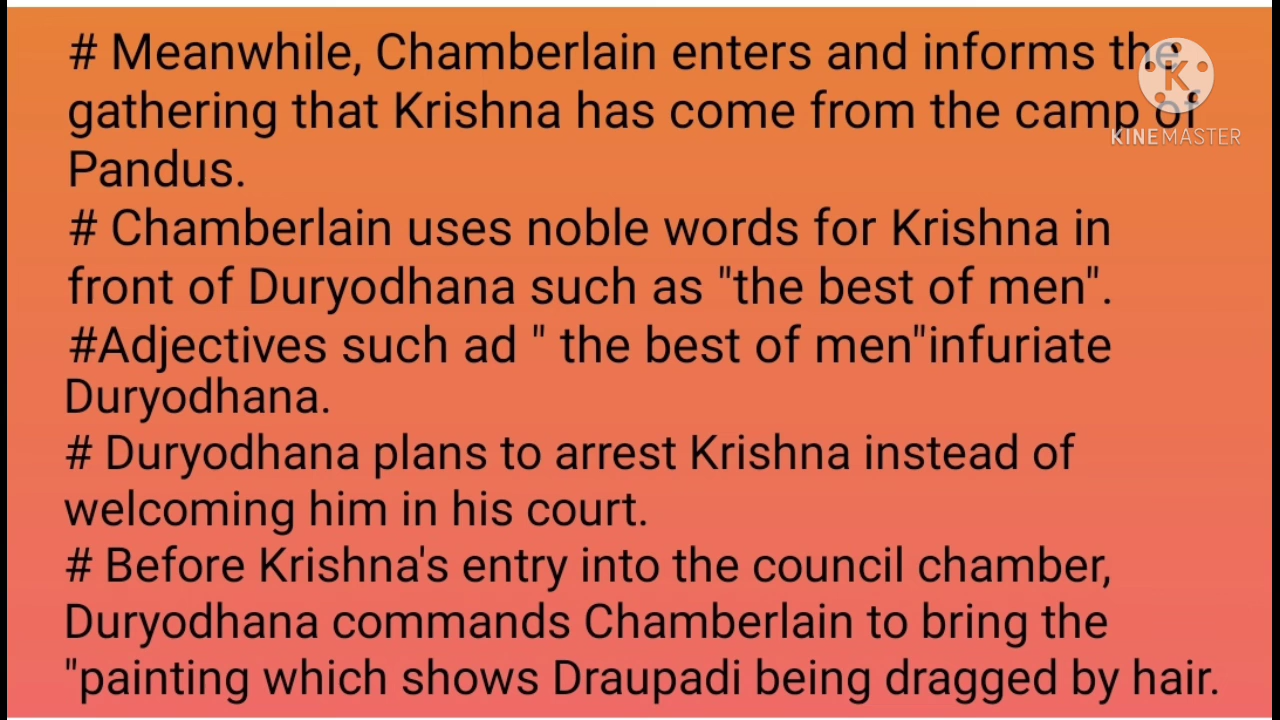 # Meanwhile, Chamberlain enters and informs the
gathering that Krishna has come from the camp of
Pandus.
# Chamberlain uses noble words for Krishna in
front of Duryodhana such as "the best of men".
#Adjectives such ad " the best of men"infuriate
Duryodhana.
# Duryodhana plans to arrest Krishna instead of
welcoming him in his court.
# Before Krishna's entry into the council chamber,
Duryodhana commands Chamberlain to bring the
"painting which shows Draupadi being dragged by hair.
K
KINEMASTER